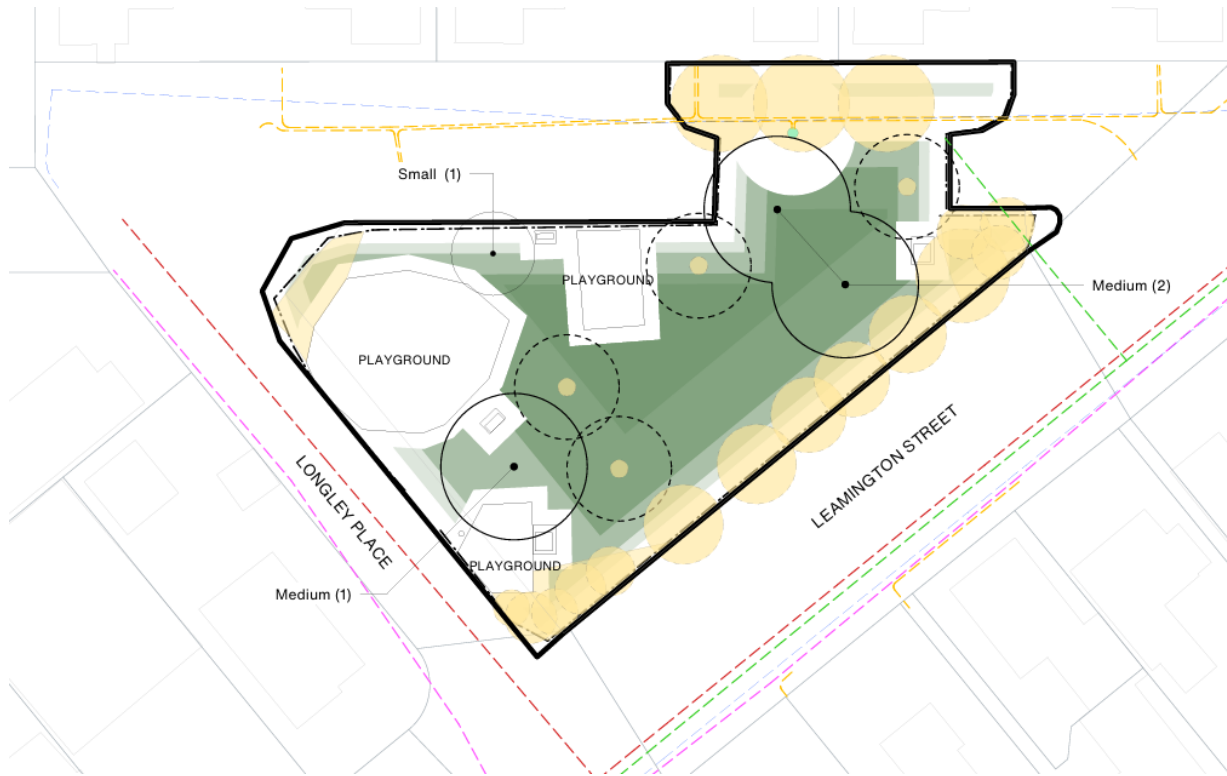 Small (1)
PLAYGROUND
Medium (2)
PLAYGROUND
LEAMINGTON STREET
LONGLEY PLACE
PLAYGROUND
Medium (1)